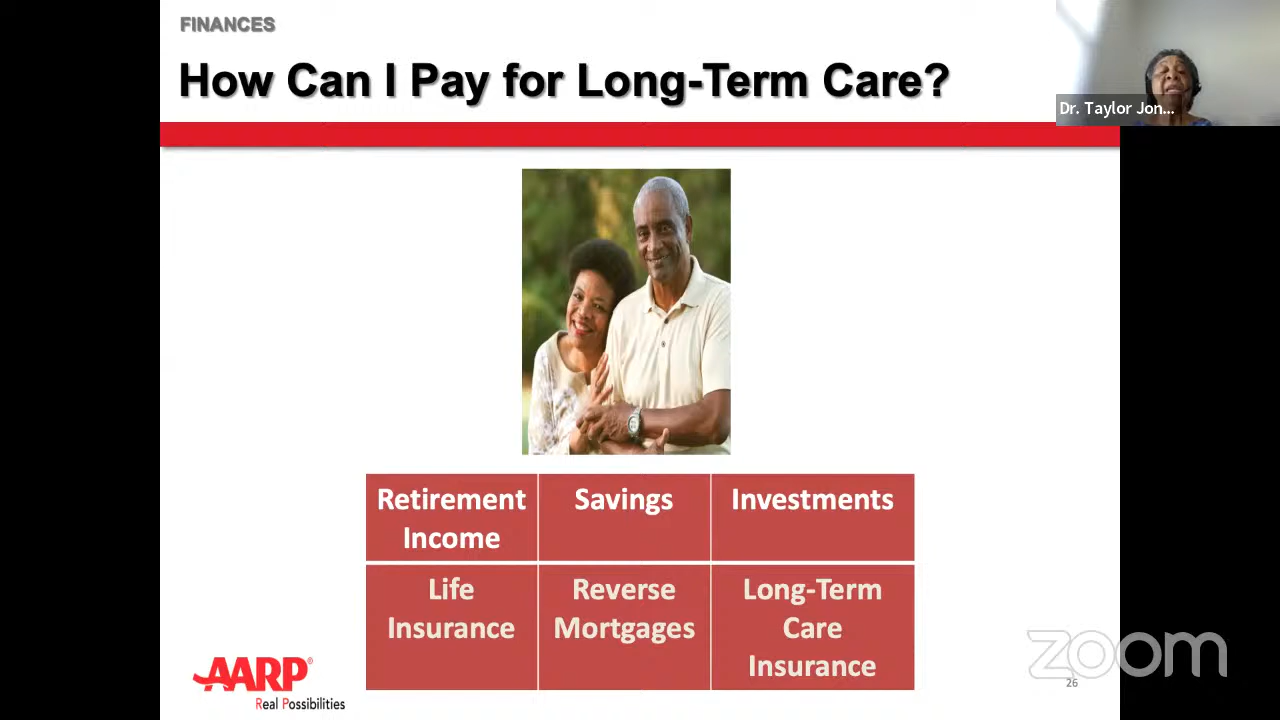 FINANCES
How Can I Pay for Long-Term Care?
Dr. Taylor Jon...
Retirement
Income
Savings
Investments
Life
Insurance
Reverse
Mortgages
Long-Term
Care
Insurance
AARP®
Real Possibilities
zoom
26